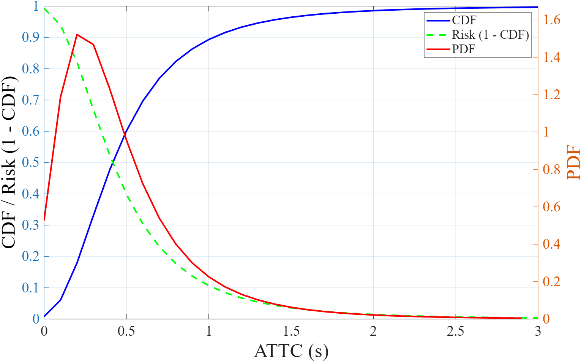 CDF
Risk (1 - CDF)
PDF
CDF / Risk (1 - CDF)
1
0.9
0.8
0.7
0.6
0.5
0.4
0.3
0.2
0.1
0
PDF
1.6
1.4
1.2
1
0.8
0.6
0.4
0.2
0
0 0.5 1 1.5 2 2.5 3
ATTC (s)